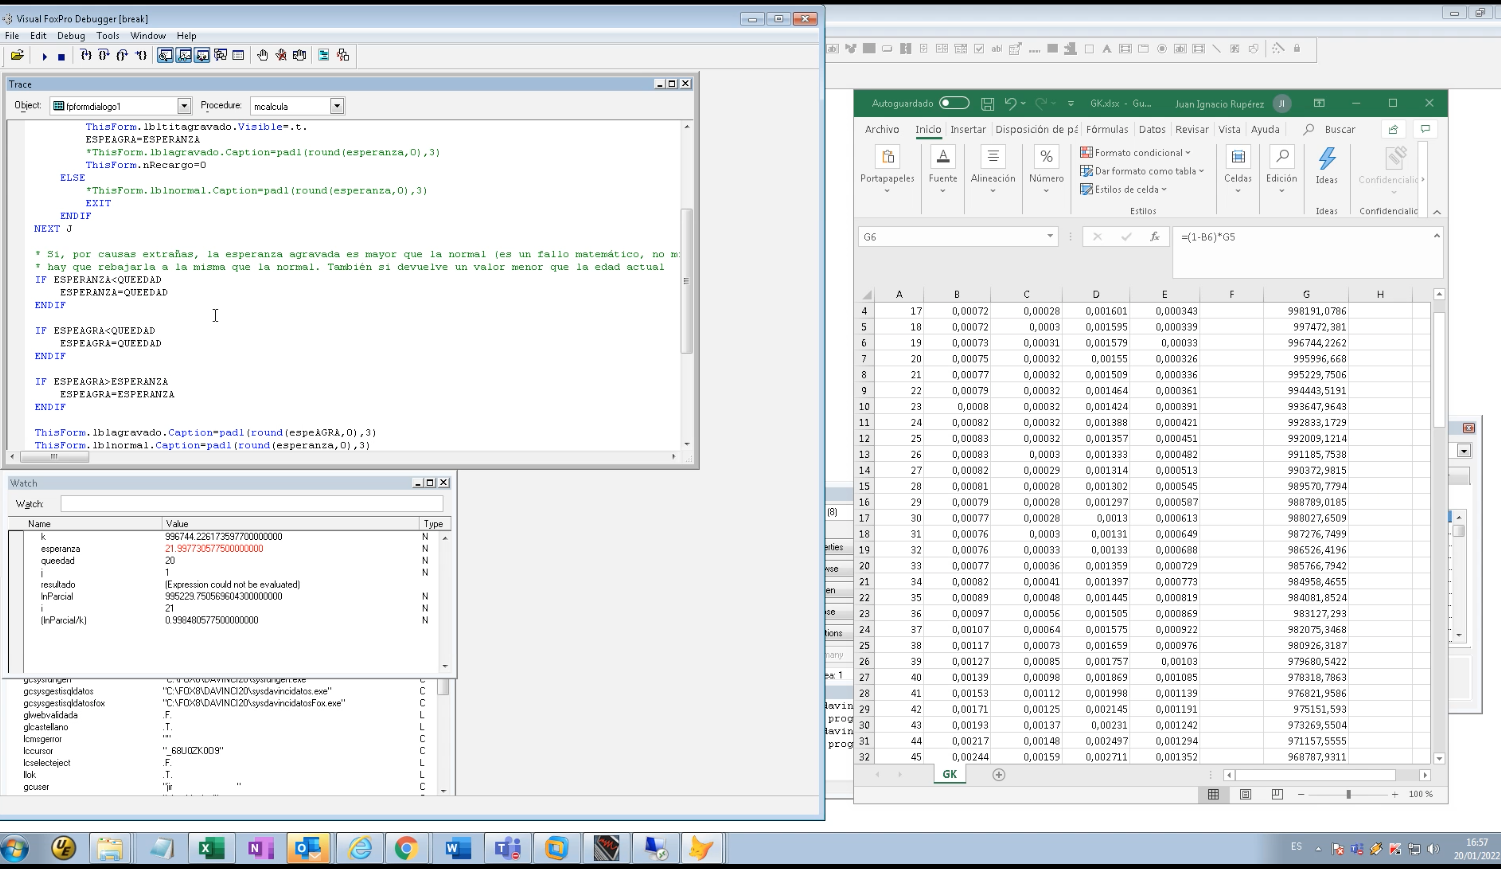 Visual FoxPro Debugger [break]
File Edit Debug Tools Window Help
Trace
Object: fpformdialogo1 Procedure: mcalcula
ThisForm.lbltitagravado.Visible=.t.
ESPEAGRA=ESPERANZA
*ThisForm.lblagravado.Caption=padl(round(esperanza,0),3)
ThisForm.nRecargo=0
ELSE
*ThisForm.lblnormal.Caption=padl(round(esperanza,0),3)
EXIT
ENDIF
NEXT J
* Si, por causas extrañas, la esperanza agravada es mayor que la normal (es un fallo matemático, no m
* hay que rebajarla a la misma que la normal. También si devuelve un valor menor que la edad actual
IF ESPERANZA<QUEEDAD
ESPERANZA=QUEEDAD
ENDIF
IF ESPEAGRA<QUEEDAD
ESPEAGRA=QUEEDAD
ENDIF
IF ESPEAGRA>ESPERANZA
ESPEAGRA=ESPERANZA
ENDIF
ThisForm.lblagravado.Caption=padl(round(espeAGRA,0),3)
ThisForm.lblnormal.Caption=padl(round(esperanza,0),3)
Watch
Watch:
Name Value Type
k 996744.226173597700000000 N
esperanza 21.997730577500000000 N
queedad 20 N
j 1 N
resultado (Expression could not be evaluated)
lnParcial 995229.750569604300000000 N
i 21 N
(lnParcial/k) 0.998480577500000000 N
gcsysgestisqldatos "C:\FOX8\DAVINCI20\sysdavincidatos.exe" C
gcsysgestisqldatosfox "C:\FOX8\DAVINCI20\sysdavincidatosFox.exe" C
glwebvalidada .F. L
glcastellano .T. L
lcmsgerror "" C
lccursor "_68U0ZK0O9" C
lcselecteject .F. L
llok .T. L
gcuser "jir " C
Autoguardado GK.xlsx - Gu... Juan Ignacio Rupérez JI
Archivo Inicio Insertar Disposición de pá Fórmulas Datos Revisar Vista Ayuda Buscar
Portapapeles Fuente Alineación Número
Formato condicional
Dar formato como tabla
Estilos de celda
Estilos
Celdas Edición Ideas Confidencialic
Ideas Confidencialic
G6 fx =(1-B6)*G5
A B C D E F G H
4 17 0,00072 0,00028 0,001601 0,000343 998191,0786
5 18 0,00072 0,0003 0,001595 0,000339 997472,381
6 19 0,00073 0,00031 0,001579 0,00033 996744,2262
7 20 0,00075 0,00032 0,00155 0,000326 995996,668
8 21 0,00077 0,00032 0,001509 0,000336 995229,7506
9 22 0,00079 0,00032 0,001464 0,000361 994443,5191
10 23 0,0008 0,00032 0,001424 0,000391 993647,9643
11 24 0,00082 0,00032 0,001388 0,000421 992833,1729
12 25 0,00083 0,00032 0,001357 0,000451 992009,1214
13 26 0,00083 0,0003 0,001333 0,000482 991185,7538
14 27 0,00082 0,00029 0,001314 0,000513 990372,9815
15 28 0,00081 0,00028 0,001302 0,000545 989570,7794
16 29 0,00079 0,00028 0,001297 0,000587 988789,0185
17 30 0,00077 0,00028 0,0013 0,000613 988027,6509
18 31 0,00076 0,0003 0,00131 0,000649 987276,7499
19 32 0,00076 0,00033 0,00133 0,000688 986526,4196
20 33 0,00077 0,00036 0,001359 0,000729 985766,7942
21 34 0,00082 0,00041 0,001397 0,000773 984958,4655
22 35 0,00089 0,00048 0,001445 0,000819 984081,8524
23 36 0,00097 0,00056 0,001505 0,000869 983127,293
24 37 0,00107 0,00064 0,001575 0,000922 982075,3468
25 38 0,00117 0,00073 0,001659 0,000976 980926,3187
26 39 0,00127 0,00085 0,001757 0,00103 979680,5422
27 40 0,00139 0,00098 0,001869 0,001085 978318,7863
28 41 0,00153 0,00112 0,001998 0,001139 976821,9586
29 42 0,00171 0,00125 0,002145 0,001191 975151,593
30 43 0,00193 0,00137 0,00231 0,001242 973269,5504
31 44 0,00217 0,00148 0,002497 0,001294 971157,5555
32 45 0,00244 0,00159 0,002711 0,001352 968787,9311
GK
100 %
(8)
ES
16:57
20/01/2022